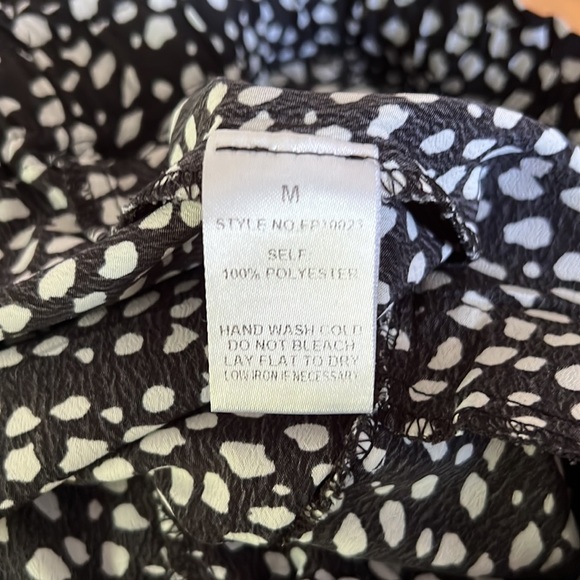 M
STYLE NO.FP10023
SELF:
100% POLYESTER
HAND WASH COLD
DO NOT BLEACH
LAY FLAT TO DRY
LOW IRON IF NECESSARY